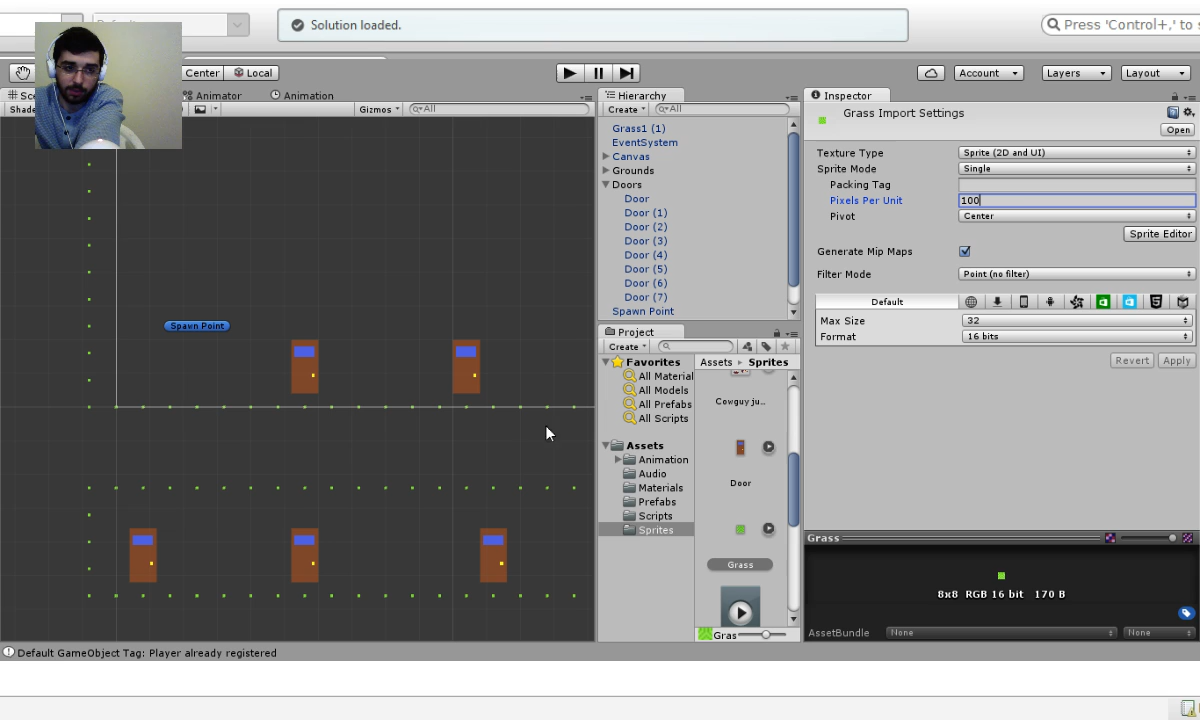 Solution loaded.
Press 'Control+,' to s
Center
Local
Account
Layers
Layout
Animator
Animation
Hierarchy
Inspector
Shade
Gizmos
All
Create
All
Grass Import Settings
Open
Grass1 (1)
EventSystem
Canvas
Grounds
Doors
Door
Door (1)
Door (2)
Door (3)
Door (4)
Door (5)
Door (6)
Door (7)
Spawn Point
Texture Type
Sprite (2D and UI)
Sprite Mode
Single
Packing Tag
Pixels Per Unit
100
Pivot
Center
Sprite Editor
Generate Mip Maps
Filter Mode
Point (no filter)
Default
Max Size
32
Format
16 bits
Revert
Apply
Spawn Point
Project
Create
Favorites
All Material
All Models
All Prefabs
All Scripts
Assets
Animation
Audio
Materials
Prefabs
Scripts
Sprites
Assets
Sprites
Cowguy ju...
Door
Grass
Gras
Grass
8x8 RGB 16 bit 170 B
AssetBundle
None
None
Default GameObject Tag: Player already registered